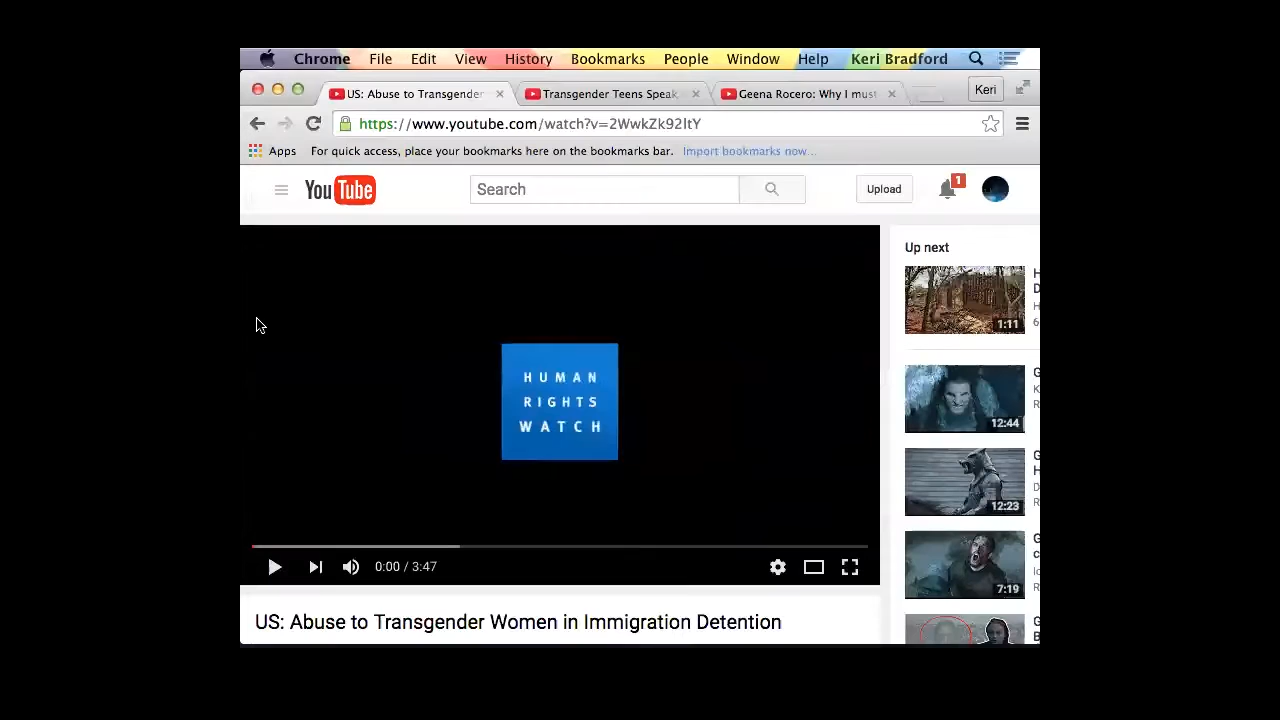 Chrome File Edit View History Bookmarks People Window Help Keri Bradford
US: Abuse to Transgender Transgender Teens Speak, Geena Rocero: Why I must Keri
https://www.youtube.com/watch?v=2WwkZk92ItY
Apps For quick access, place your bookmarks here on the bookmarks bar. Import bookmarks now...
YouTube Search Upload 1
Up next
1:11
HUMAN
RIGHTS
WATCH
12:44
12:23
0:00 / 3:47
7:19
US: Abuse to Transgender Women in Immigration Detention